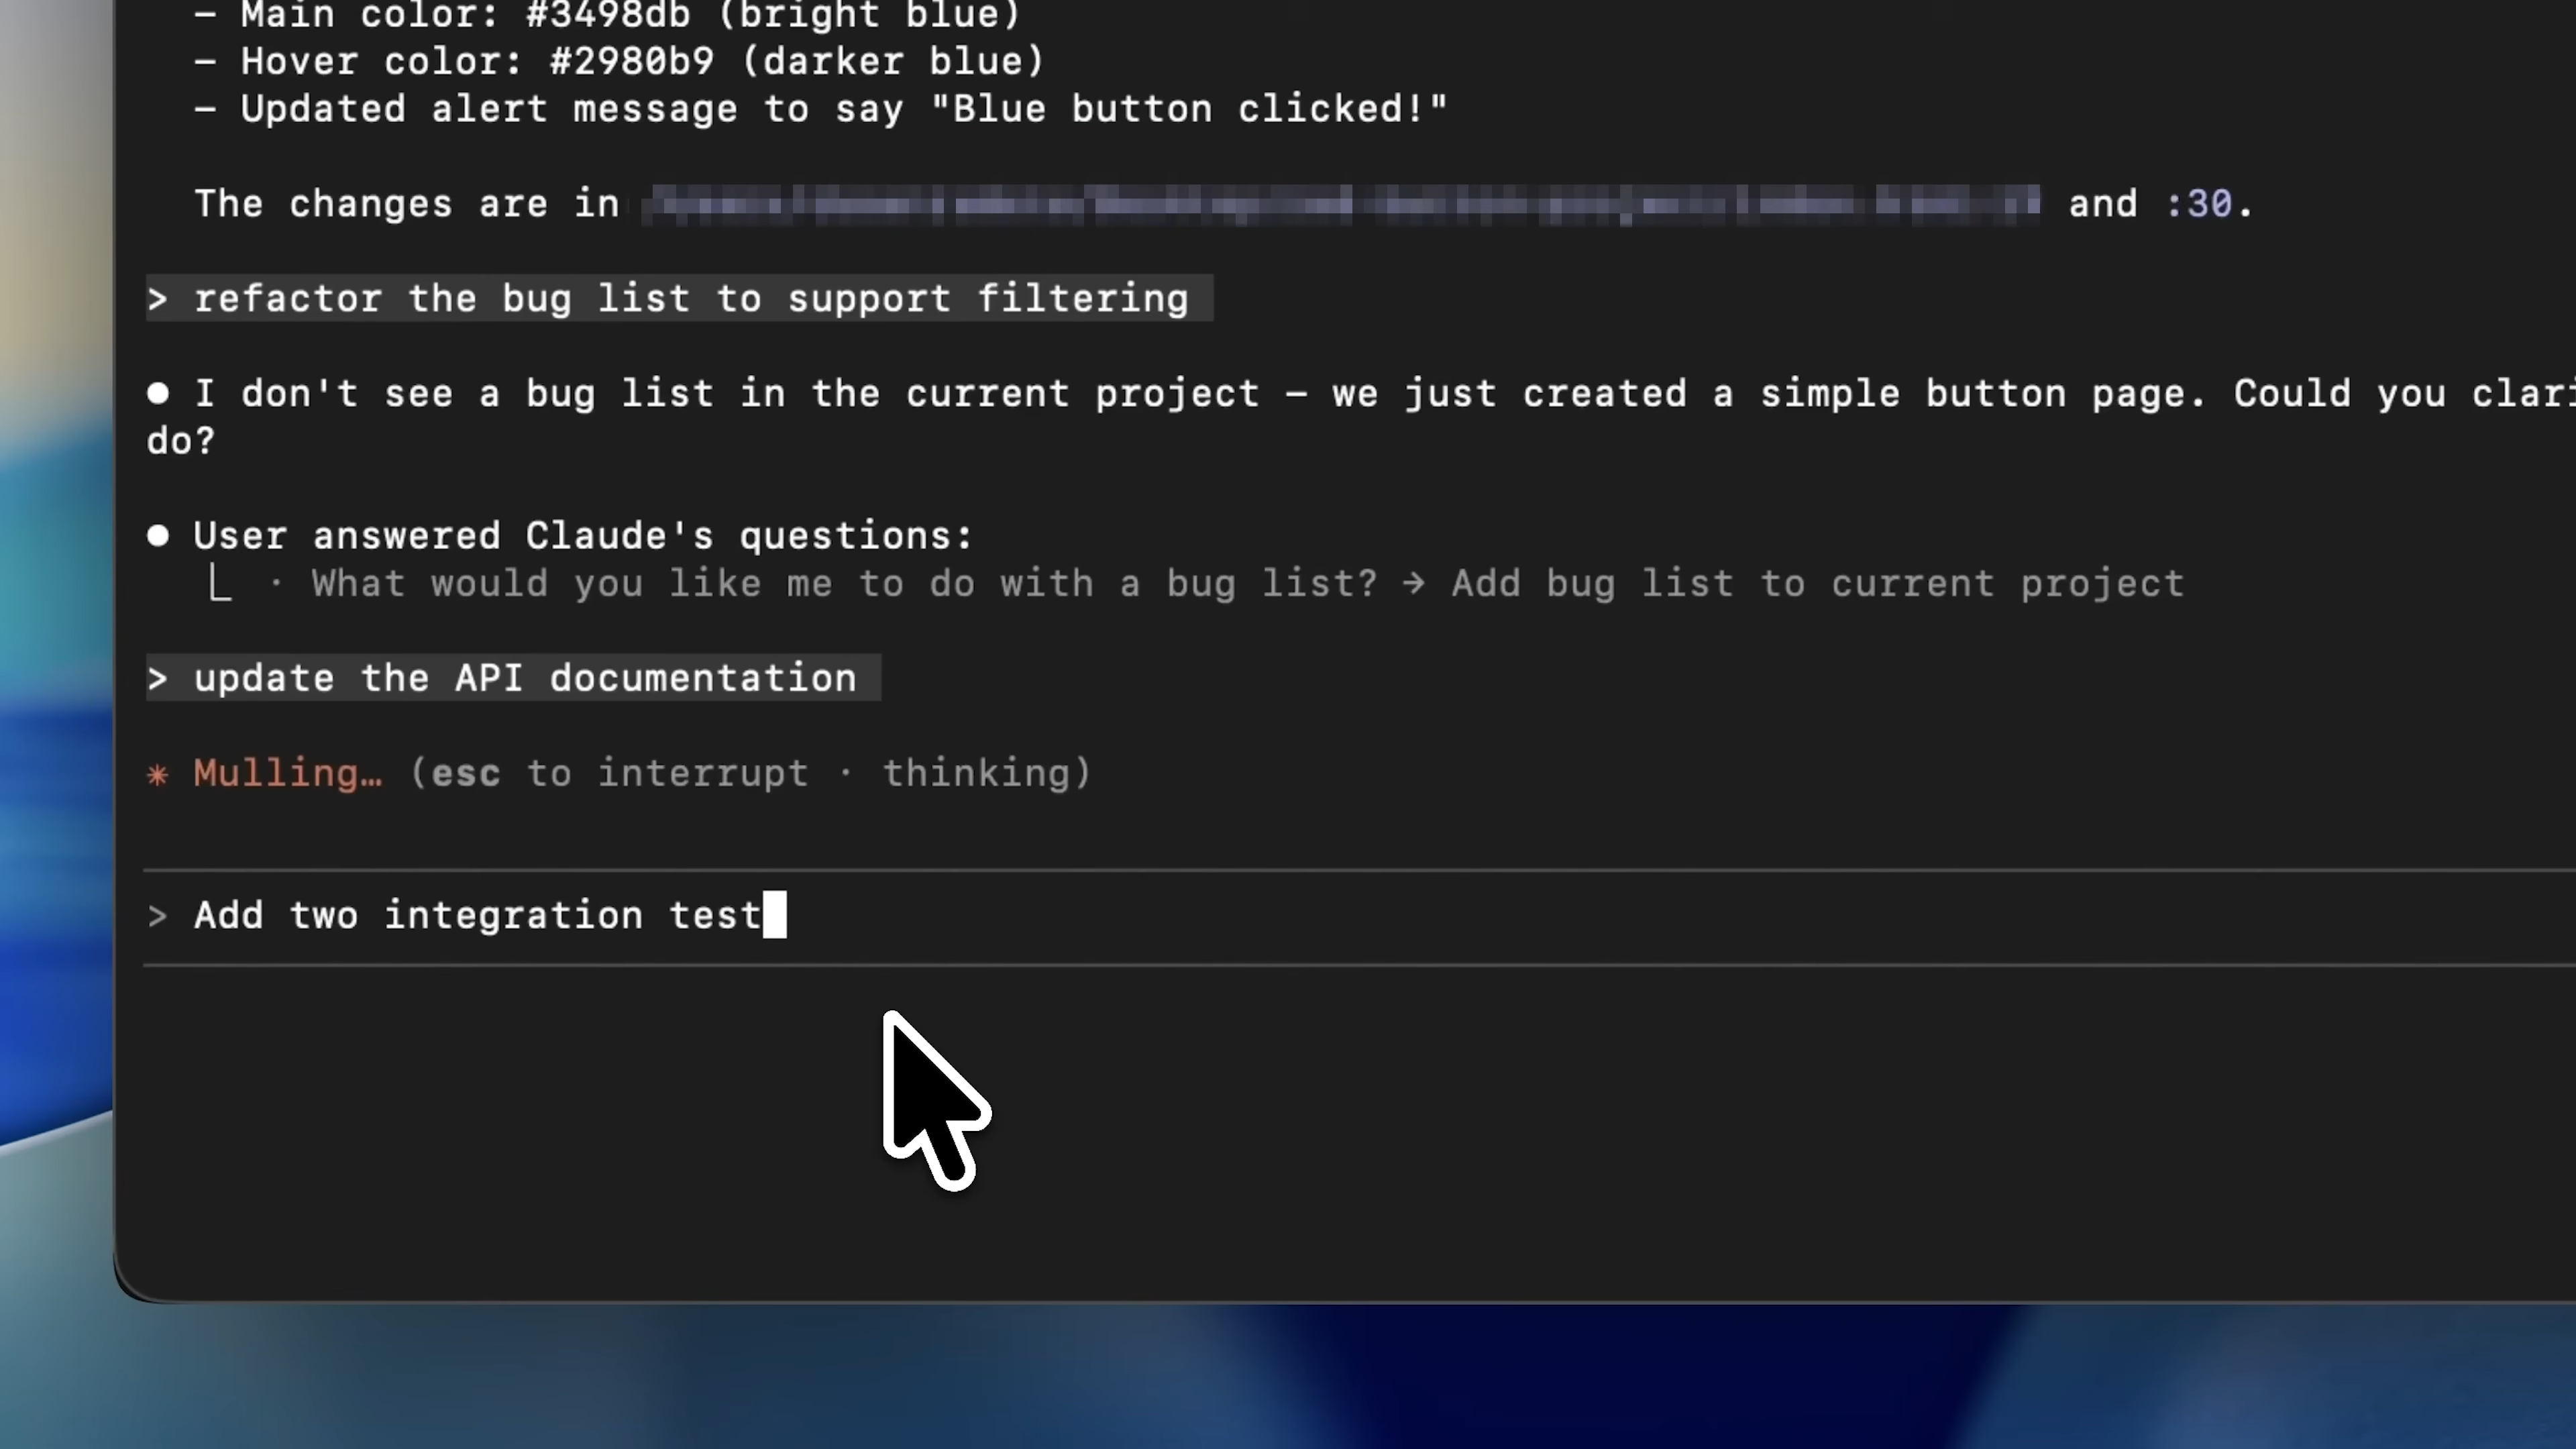 – Main color: #3498db (bright blue)
– Hover color: #2980b9 (darker blue)
– Updated alert message to say "Blue button clicked!"
The changes are in and :30.
> refactor the bug list to support filtering
● I don't see a bug list in the current project – we just created a simple button page. Could you
do?
● User answered Claude's questions:
⎿ · What would you like me to do with a bug list? → Add bug list to current project
> update the API documentation
✳ Mulling… (esc to interrupt · thinking)
> Add two integration test